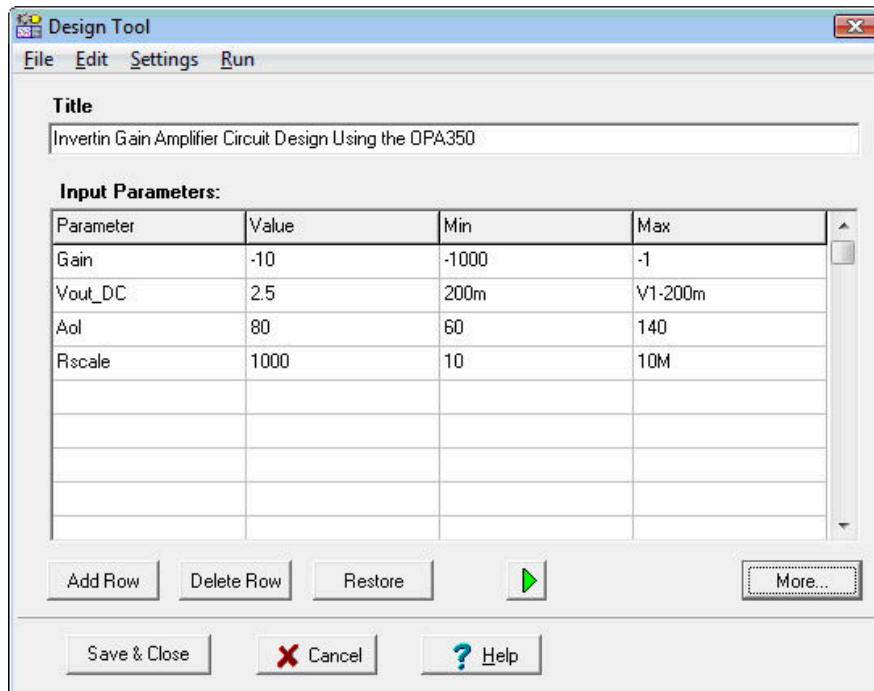 Design Tool
File Edit Settings Run
Title
Invertin Gain Amplifier Circuit Design Using the OPA350
Input Parameters:
Parameter Value Min Max
Gain -10 -1000 -1
Vout_DC 2.5 200m V1-200m
Aol 80 60 140
Rscale 1000 10 10M
Add Row Delete Row Restore More...
Save & Close Cancel Help